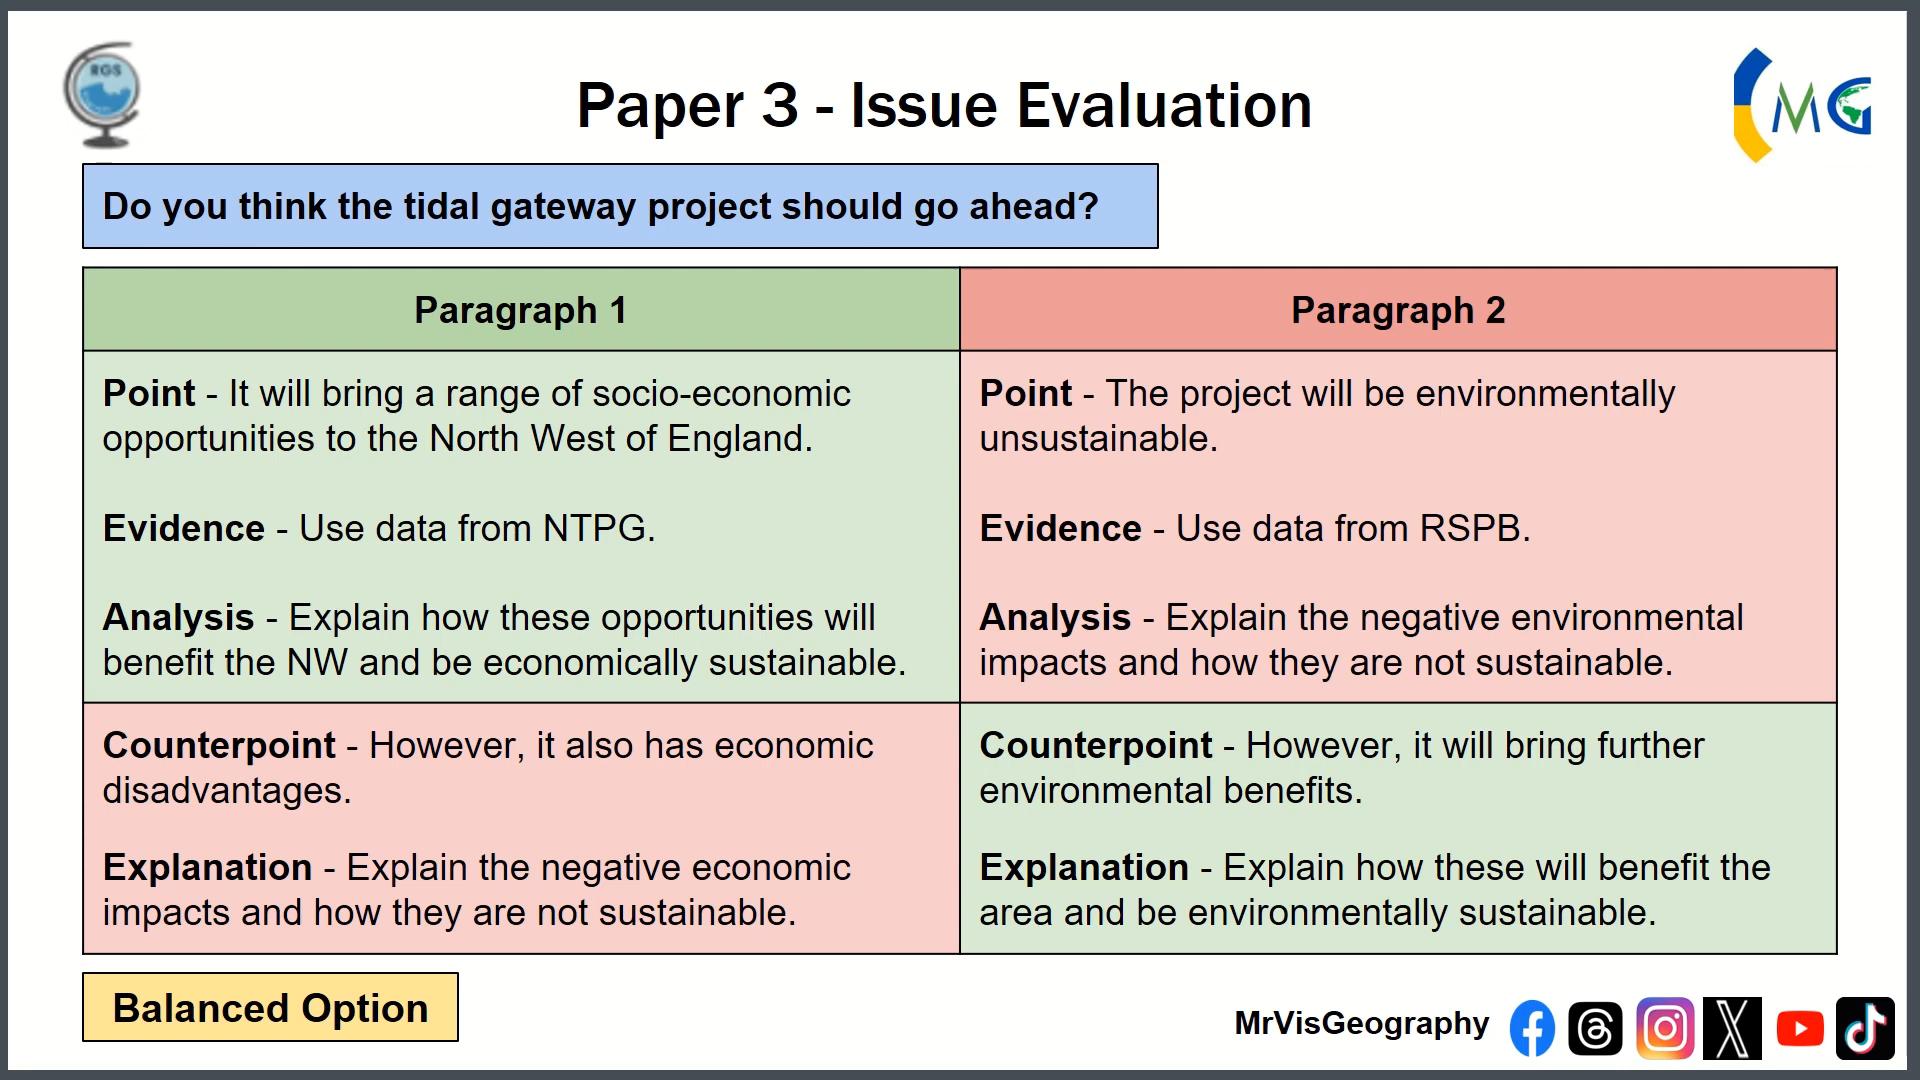 RGS
Paper 3 - Issue Evaluation
MG
Do you think the tidal gateway project should go ahead?
Paragraph 1
Point - It will bring a range of socio-economic
opportunities to the North West of England.
Evidence - Use data from NTPG.
Analysis - Explain how these opportunities will
benefit the NW and be economically sustainable.
Counterpoint - However, it also has economic
disadvantages.
Explanation - Explain the negative economic
impacts and how they are not sustainable.
Paragraph 2
Point - The project will be environmentally
unsustainable.
Evidence - Use data from RSPB.
Analysis - Explain the negative environmental
impacts and how they are not sustainable.
Counterpoint - However, it will bring further
environmental benefits.
Explanation - Explain how these will benefit the
area and be environmentally sustainable.
Balanced Option
MrVisGeography